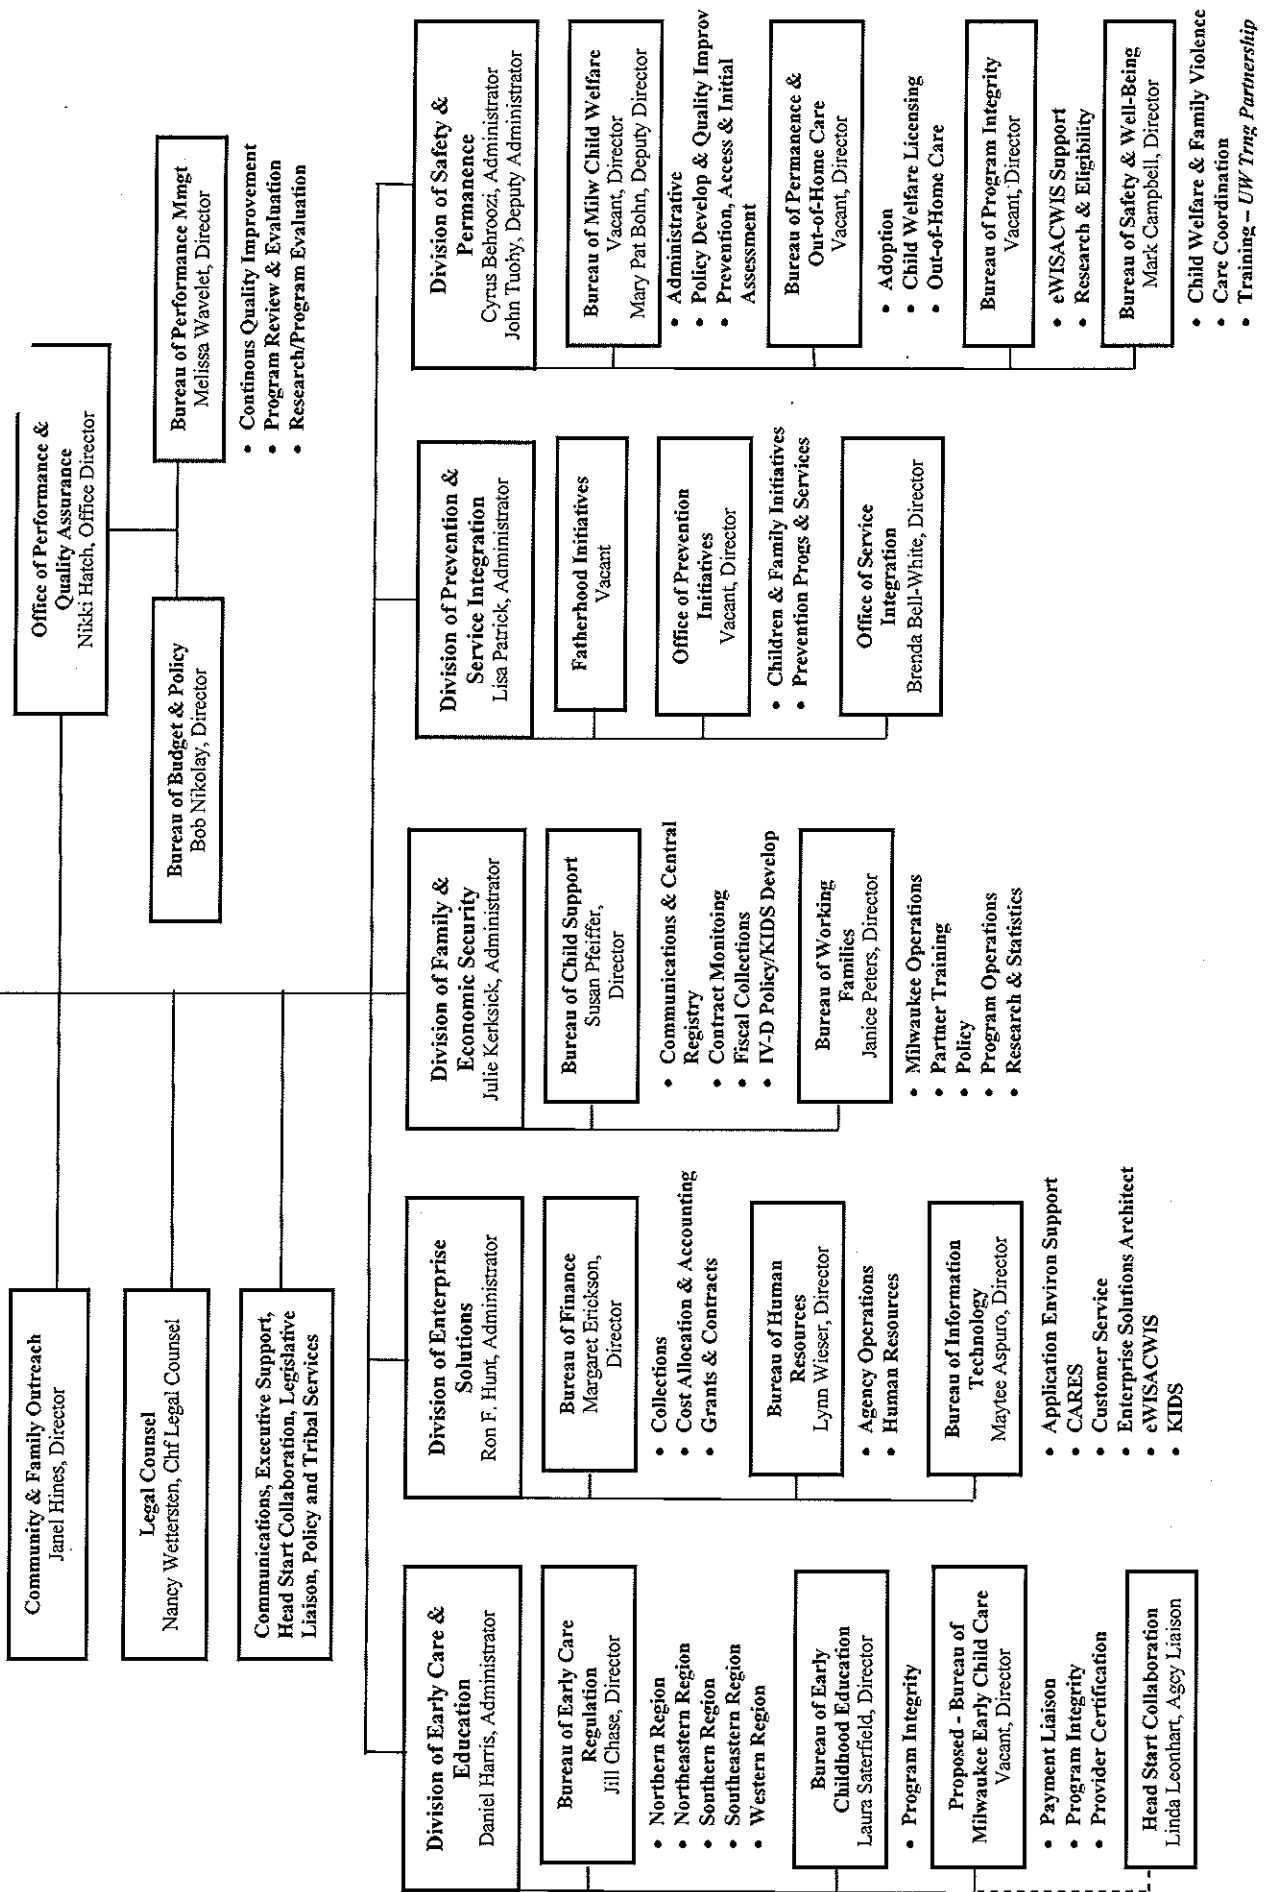 Community & Family Outreach
Janel Hines, Director
Legal Counsel
Nancy Wettersten, Chf Legal Counsel
Communications, Executive Support,
Head Start Collaboration, Legislative
Liaison, Policy and Tribal Services
Office of Performance &
Quality Assurance
Nikki Hatch, Office Director
Bureau of Budget & Policy
Bob Nikolay, Director
Bureau of Performance Mmgt
Melissa Wavelet, Director
• Continous Quality Improvement
• Program Review & Evaluation
• Research/Program Evaluation
Division of Early Care &
Education
Daniel Harris, Administrator
Bureau of Early Care
Regulation
Jill Chase, Director
• Northern Region
• Northeastern Region
• Southern Region
• Southeastern Region
• Western Region
Bureau of Early
Childhood Education
Laura Saterfield, Director
• Program Integrity
Proposed - Bureau of
Milwaukee Early Child Care
Vacant, Director
• Payment Liaison
• Program Integrity
• Provider Certification
Head Start Collaboration
Linda Leonhart, Agcy Liaison
Division of Enterprise
Solutions
Ron F. Hunt, Administrator
Bureau of Finance
Margaret Erickson,
Director
• Collections
• Cost Allocation & Accounting
• Grants & Contracts
Bureau of Human
Resources
Lynn Wieser, Director
• Agency Operations
• Human Resources
Bureau of Information
Technology
Maytee Aspuro, Director
• Application Environ Support
• CARES
• Customer Service
• Enterprise Solutions Architect
• eWISACWIS
• KIDS
Division of Family &
Economic Security
Julie Kerksick, Administrator
Bureau of Child Support
Susan Pfeiffer,
Director
• Communications & Central
Registry
• Contract Monitoing
• Fiscal Collections
• IV-D Policy/KIDS Develop
Bureau of Working
Families
Janice Peters, Director
• Milwaukee Operations
• Partner Training
• Policy
• Program Operations
• Research & Statistics
Division of Prevention &
Service Integration
Lisa Patrick, Administrator
Fatherhood Initiatives
Vacant
Office of Prevention
Initiatives
Vacant, Director
• Children & Family Initiatives
• Prevention Progs & Services
Office of Service
Integration
Brenda Bell-White, Director
Division of Safety &
Permanence
Cyrus Behroozi, Administrator
John Tuohy, Deputy Administrator
Bureau of Milw Child Welfare
Vacant, Director
Mary Pat Bohn, Deputy Director
• Administrative
• Policy Develop & Quality Improv
• Prevention, Access & Initial
Assessment
Bureau of Permanence &
Out-of-Home Care
Vacant, Director
• Adoption
• Child Welfare Licensing
• Out-of-Home Care
Bureau of Program Integrity
Vacant, Director
• eWISACWIS Support
• Research & Eligibility
Bureau of Safety & Well-Being
Mark Campbell, Director
• Child Welfare & Family Violence
• Care Coordination
• Training – UW Trng Partnership